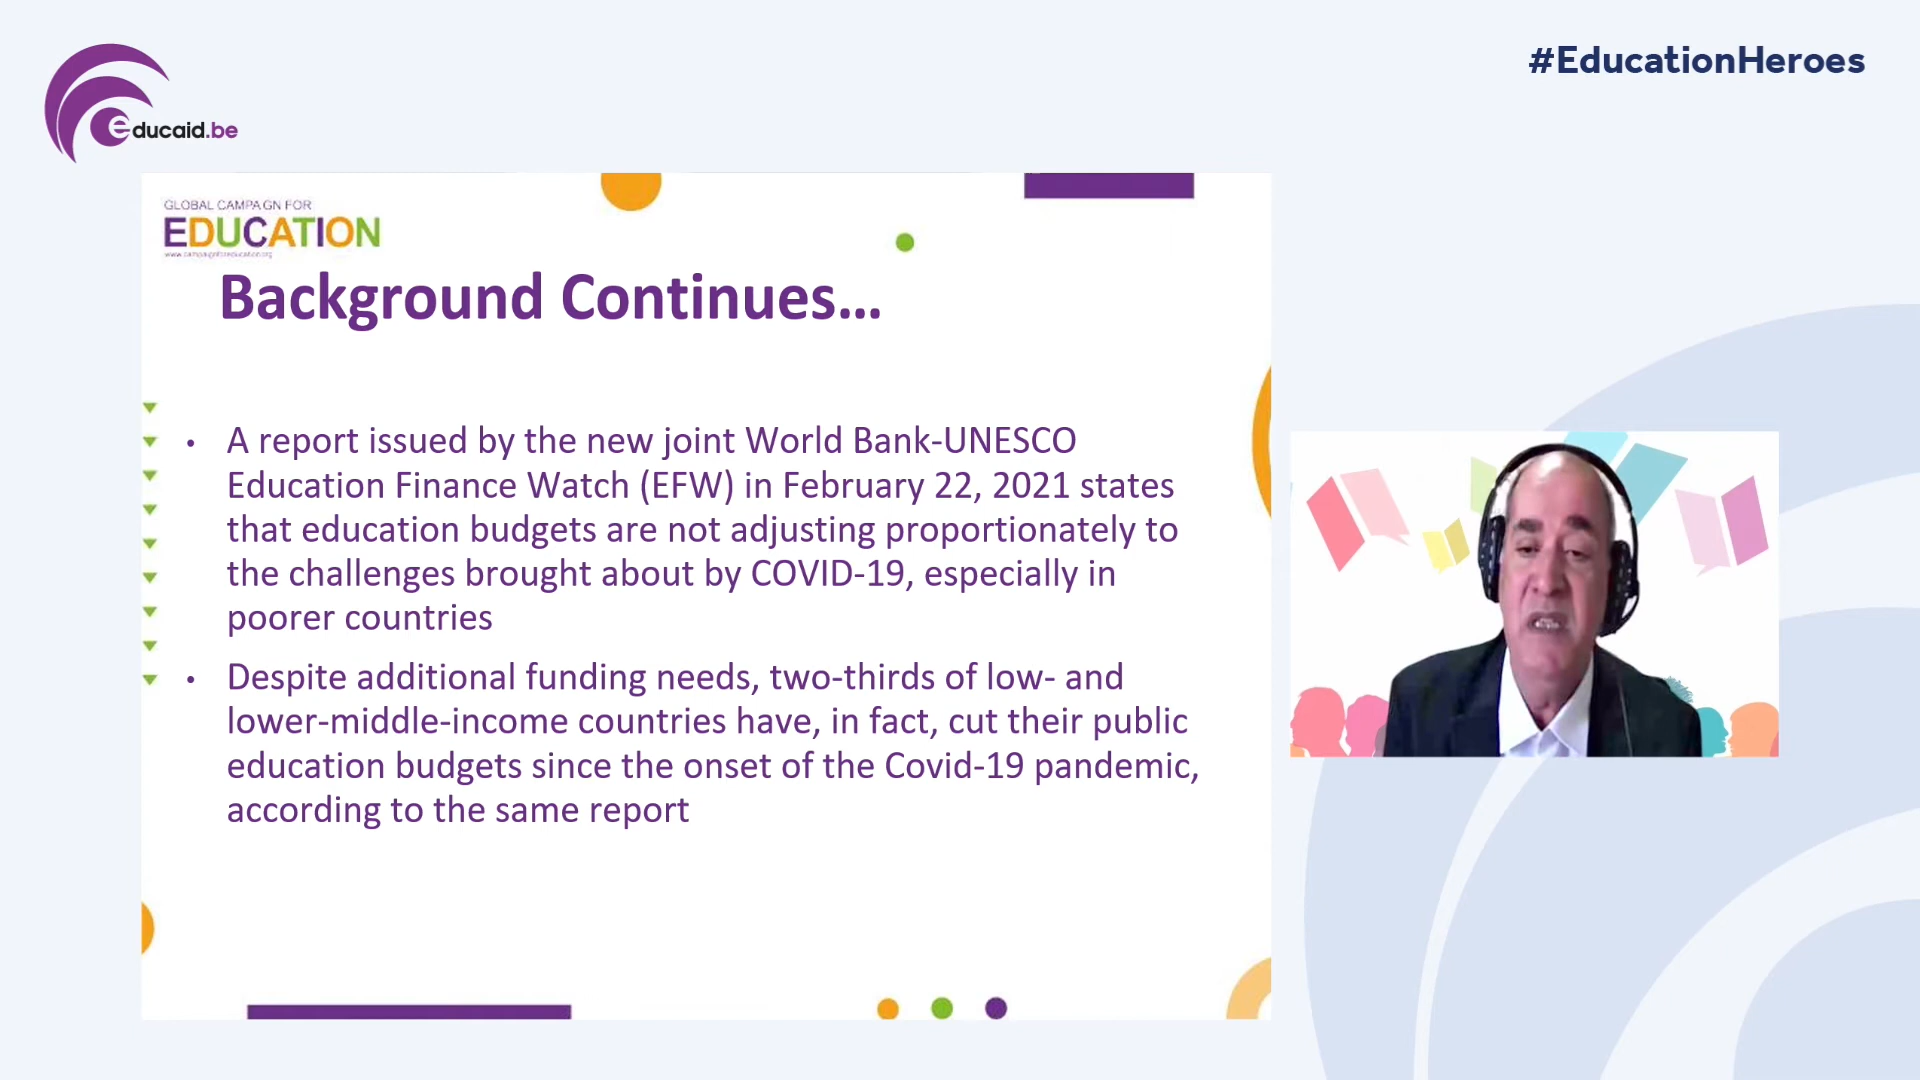 #EducationHeroes
educaid.be
GLOBAL CAMPAIGN FOR
EDUCATION
www.campaignforeducation.org
Background Continues...
• A report issued by the new joint World Bank-UNESCO
Education Finance Watch (EFW) in February 22, 2021 states
that education budgets are not adjusting proportionately to
the challenges brought about by COVID-19, especially in
poorer countries
• Despite additional funding needs, two-thirds of low- and
lower-middle-income countries have, in fact, cut their public
education budgets since the onset of the Covid-19 pandemic,
according to the same report